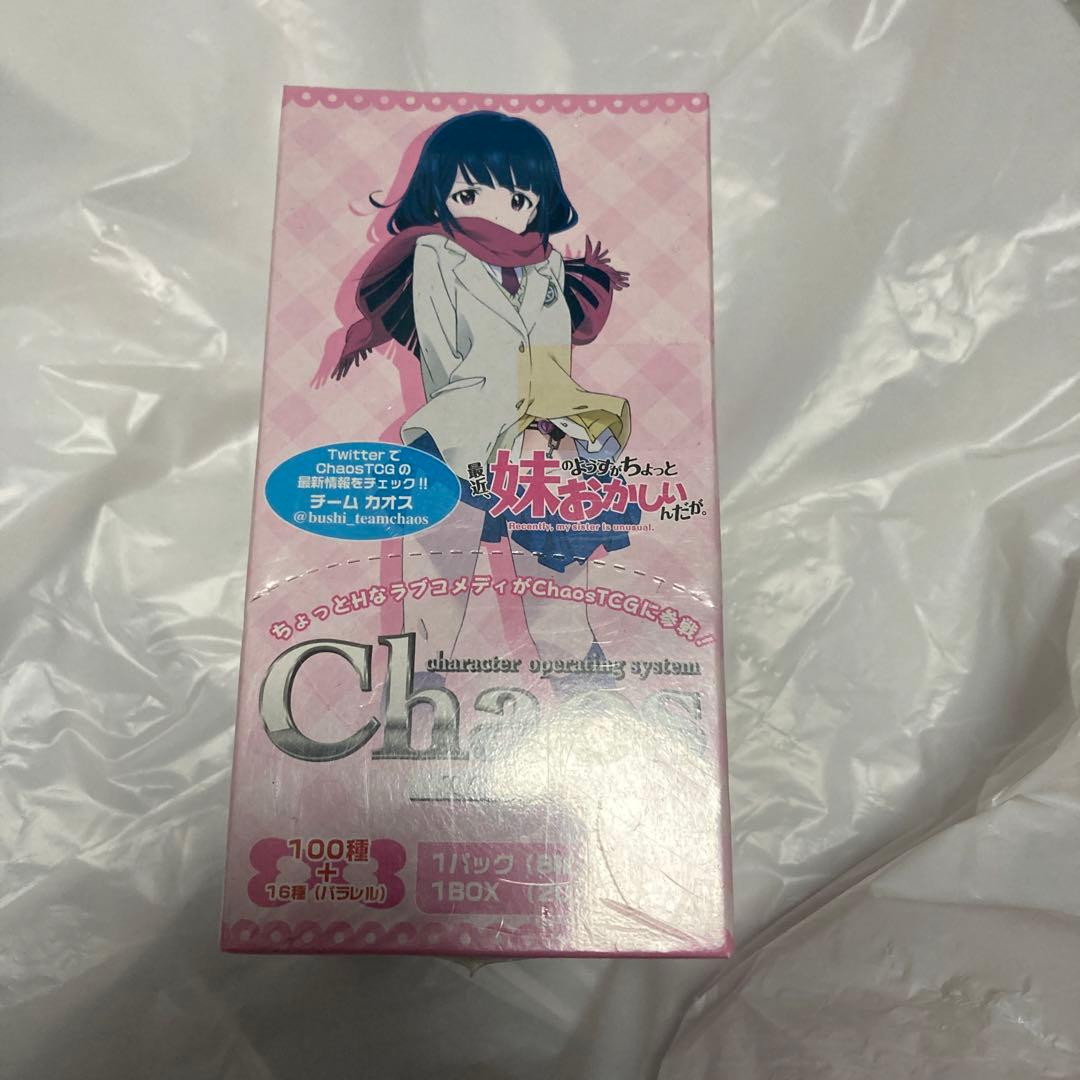 Twitterで
ChaosTCGの
最新情報をチェック!!
チーム カオス
@bushi_teamchaos
最近、妹のようすがちょっとおかしいんだが。
Recently, my sister is unusual.
ちょっとHなラブコメディがChaosTCGに参戦!!
character operating system
Chaos
100種
+
16種(パラレル)
1パック
1BOX